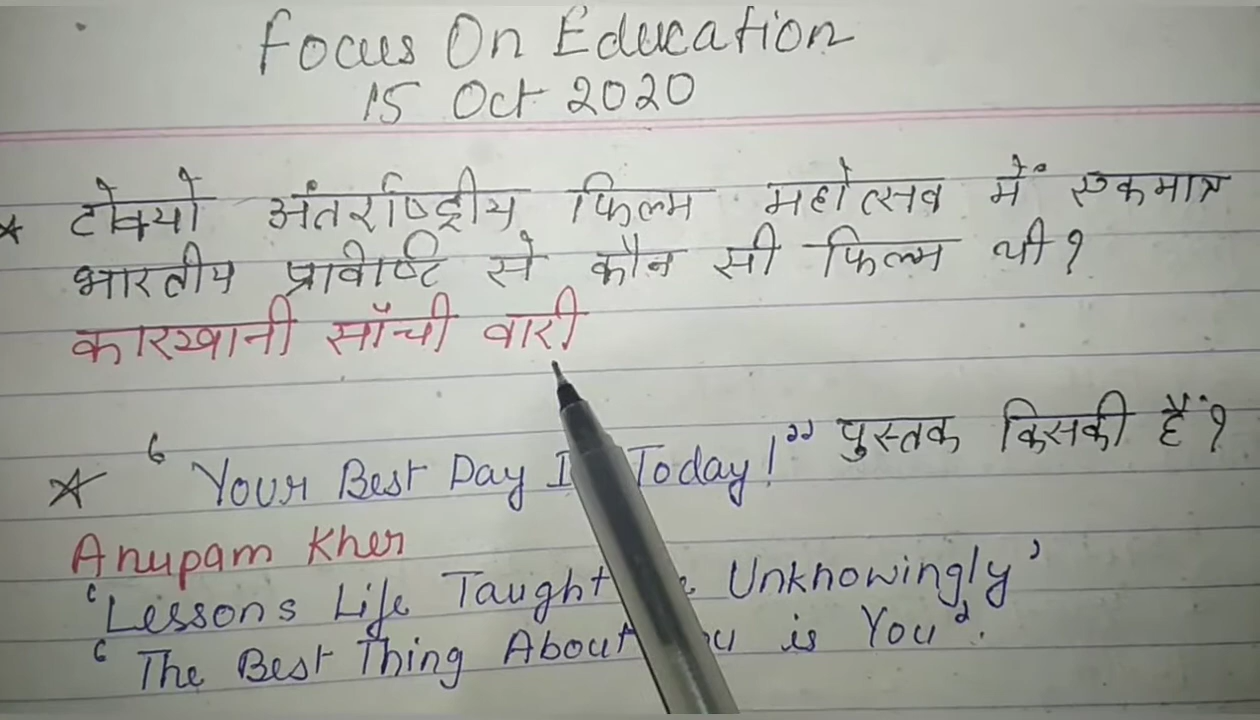 Focus On Education
15 Oct 2020
* टोक्यो अंतर्राष्ट्रीय फिल्म महोत्सव में एकमात्र
भारतीय प्राविष्टि से कौन सी फिल्म थी?
कारखानी साँची वारी
* “Your Best Day I Today!” पुस्तक किसकी हैं?
Anupam Kher
‘Lessons Life Taught Unknowingly’
‘The Best Thing About is You’.